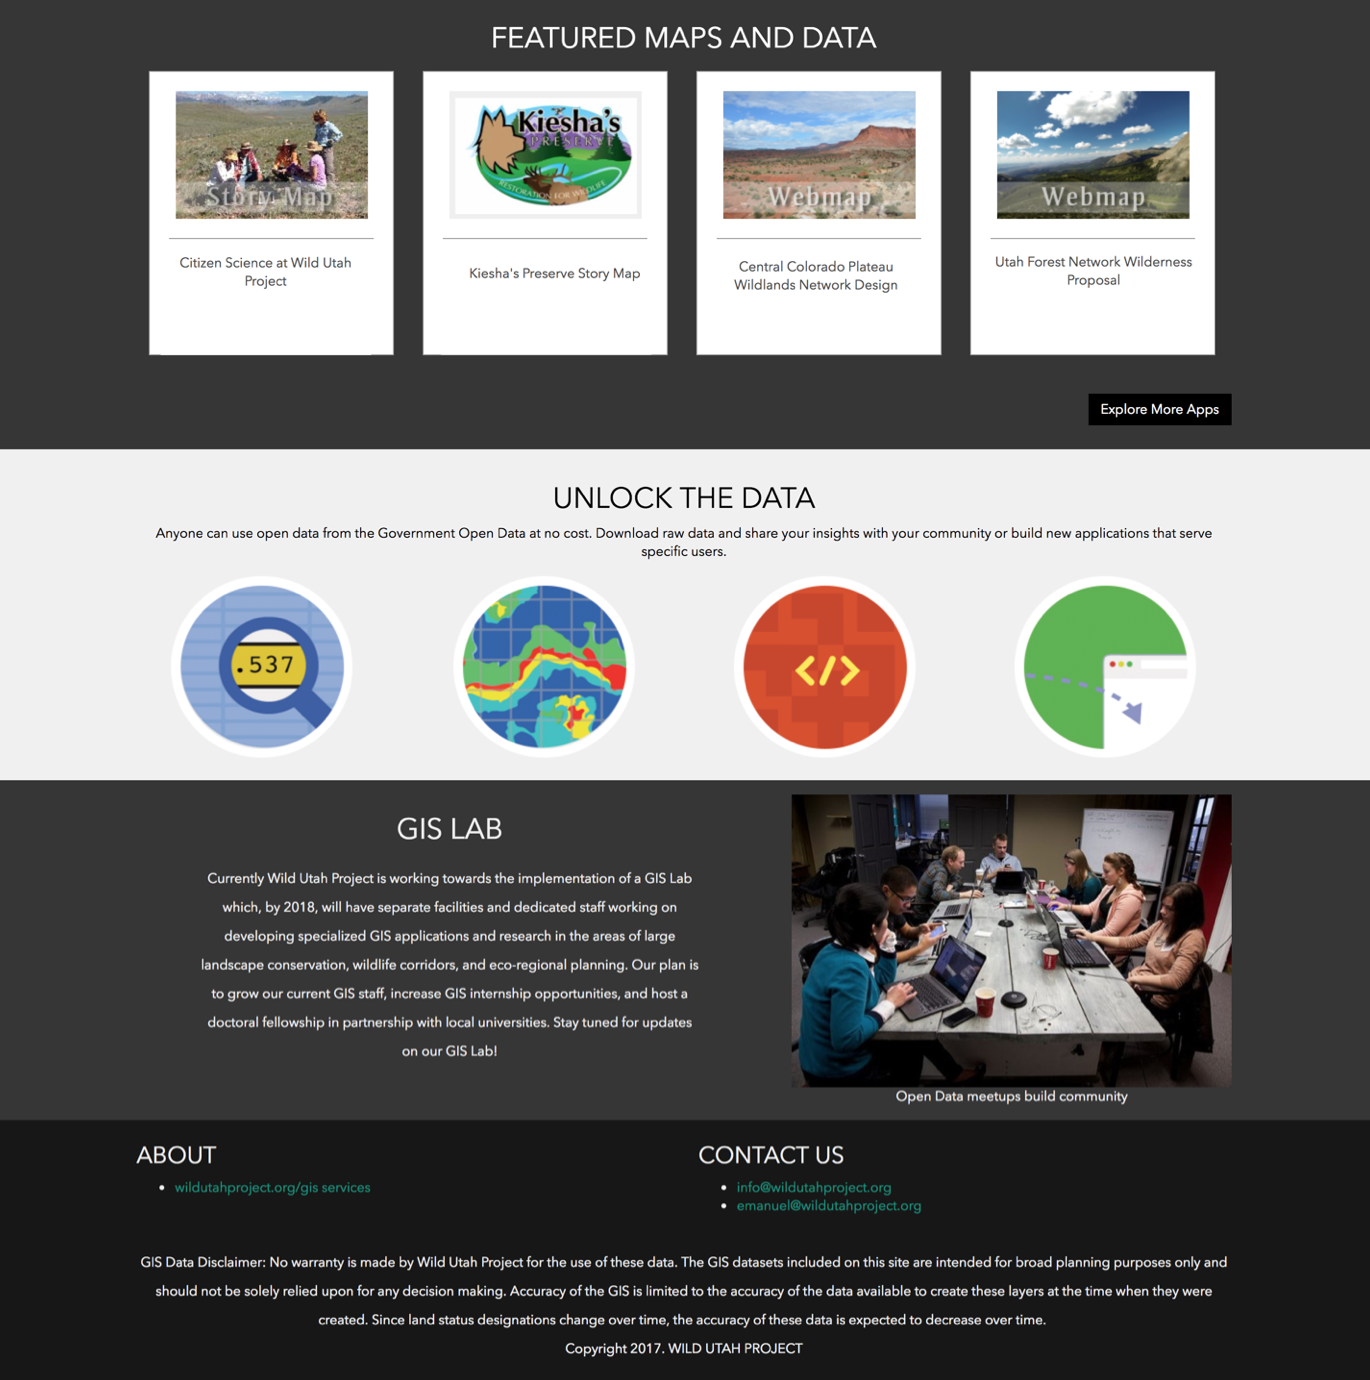 FEATURED MAPS AND DATA
Story Map
Kiesha's
PRESERVE
RESTORATION FOR WILDLIFE
Webmap
Webmap
Citizen Science at Wild Utah
Project
Kiesha's Preserve Story Map
Central Colorado Plateau
Wildlands Network Design
Utah Forest Network Wilderness
Proposal
Explore More Apps
UNLOCK THE DATA
Anyone can use open data from the Government Open Data at no cost. Download raw data and share your insights with your community or build new applications that serve
specific users.
.537
</>
GIS LAB
Currently Wild Utah Project is working towards the implementation of a GIS Lab
which, by 2018, will have separate facilities and dedicated staff working on
developing specialized GIS applications and research in the areas of large
landscape conservation, wildlife corridors, and eco-regional planning. Our plan is
to grow our current GIS staff, increase GIS internship opportunities, and host a
doctoral fellowship in partnership with local universities. Stay tuned for updates
on our GIS Lab!
Open Data meetups build community
ABOUT
• wildutahproject.org/gis services
CONTACT US
• info@wildutahproject.org
• emanuel@wildutahproject.org
GIS Data Disclaimer: No warranty is made by Wild Utah Project for the use of these data. The GIS datasets included on this site are intended for broad planning purposes only and
should not be solely relied upon for any decision making. Accuracy of the GIS is limited to the accuracy of the data available to create these layers at the time when they were
created. Since land status designations change over time, the accuracy of these data is expected to decrease over time.
Copyright 2017. WILD UTAH PROJECT